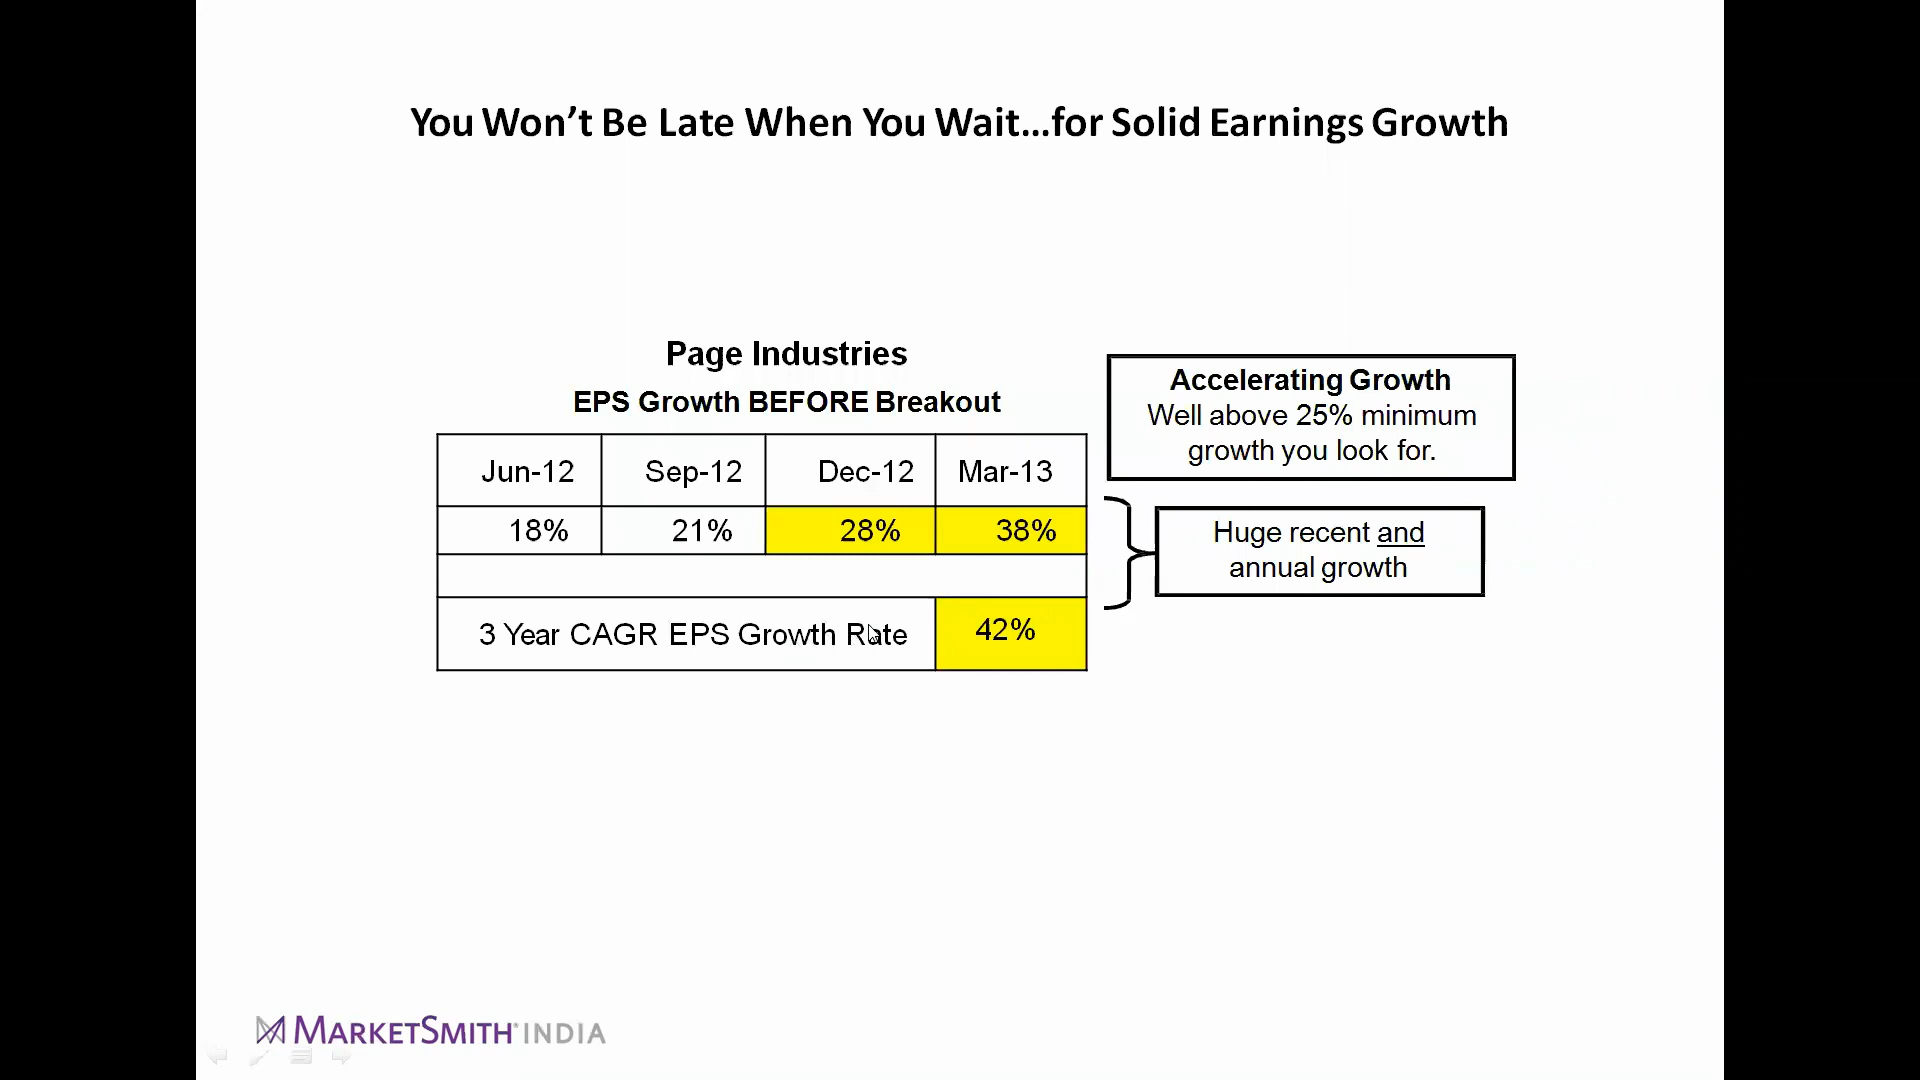 You Won't Be Late When You Wait...for Solid Earnings Growth
Page Industries
EPS Growth BEFORE Breakout
Jun-12 Sep-12 Dec-12 Mar-13
18% 21% 28% 38%
3 Year CAGR EPS Growth Rate 42%
Accelerating Growth
Well above 25% minimum
growth you look for.
Huge recent and
annual growth
MARKETSMITH INDIA